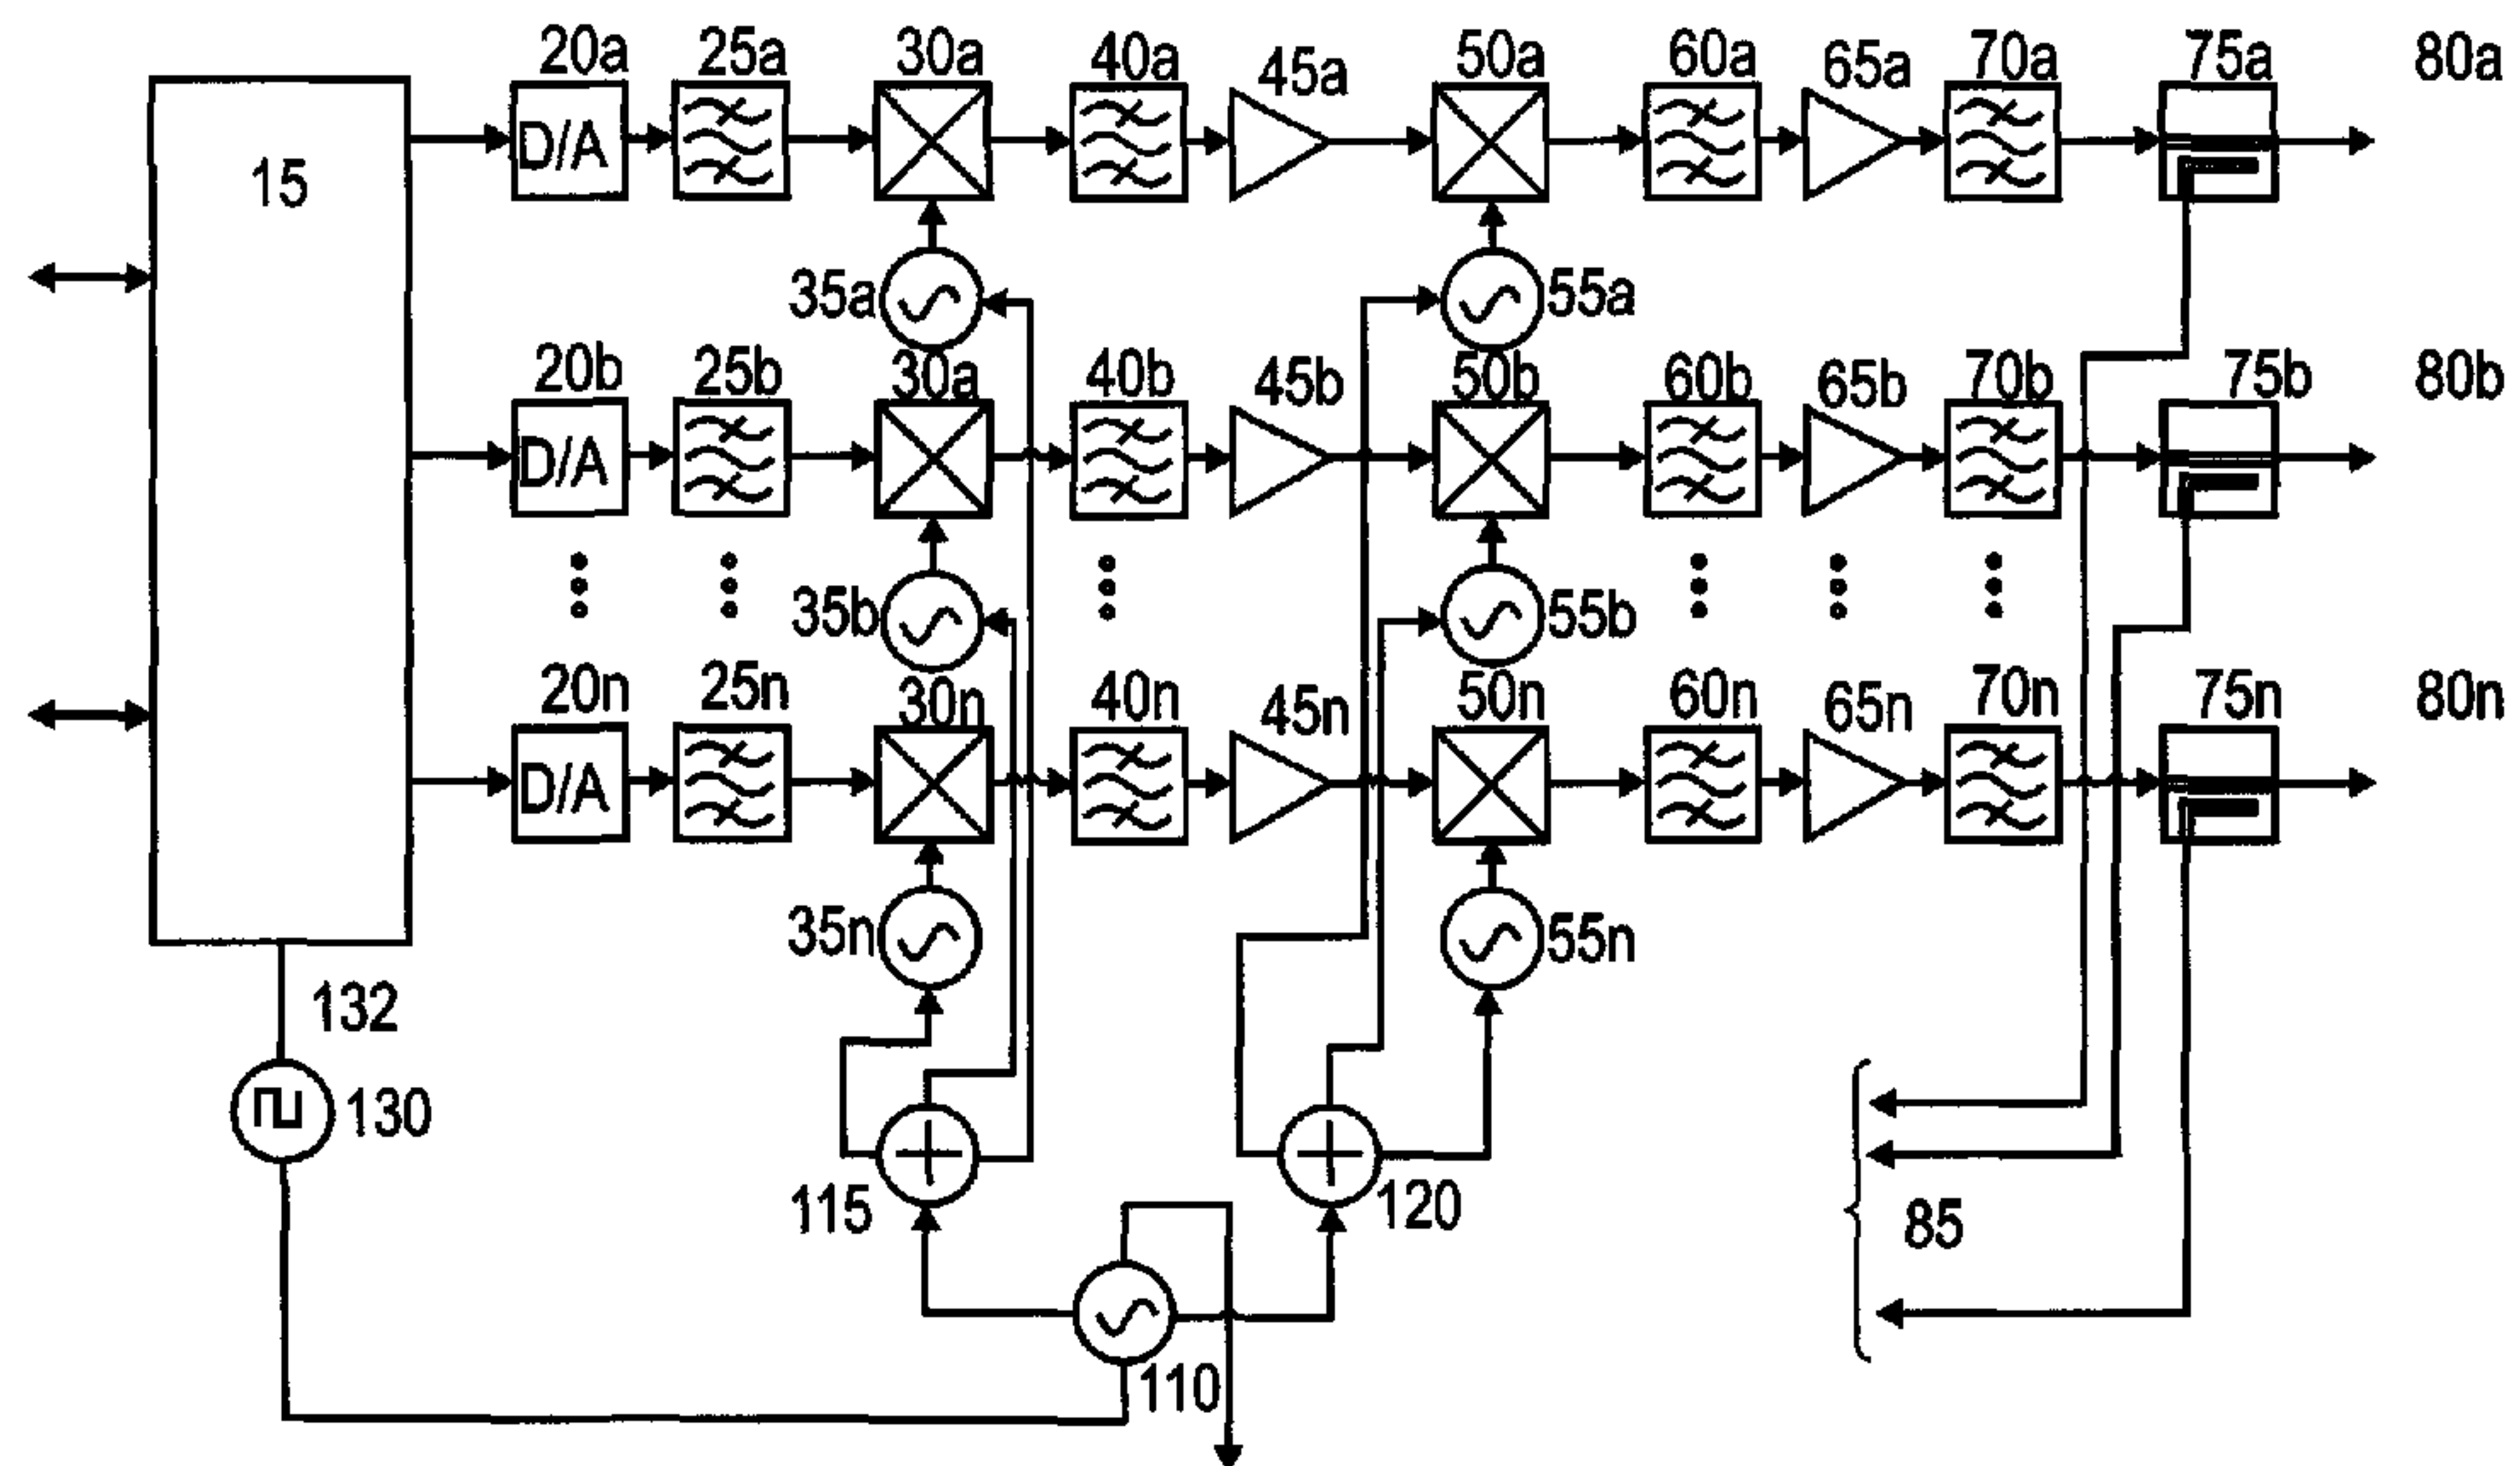 20a 25a 30a 40a 45a 50a 60a 65a 70a 75a 80a
D/A
15
35a 55a
20b 25b 30a 40b 45b 50b 60b 65b 70b 75b 80b
D/A
35b 55b
20n 25n 30n 40n 45n 50n 60n 65n 70n 75n 80n
D/A
35n 55n
132
130
115 120 85
110